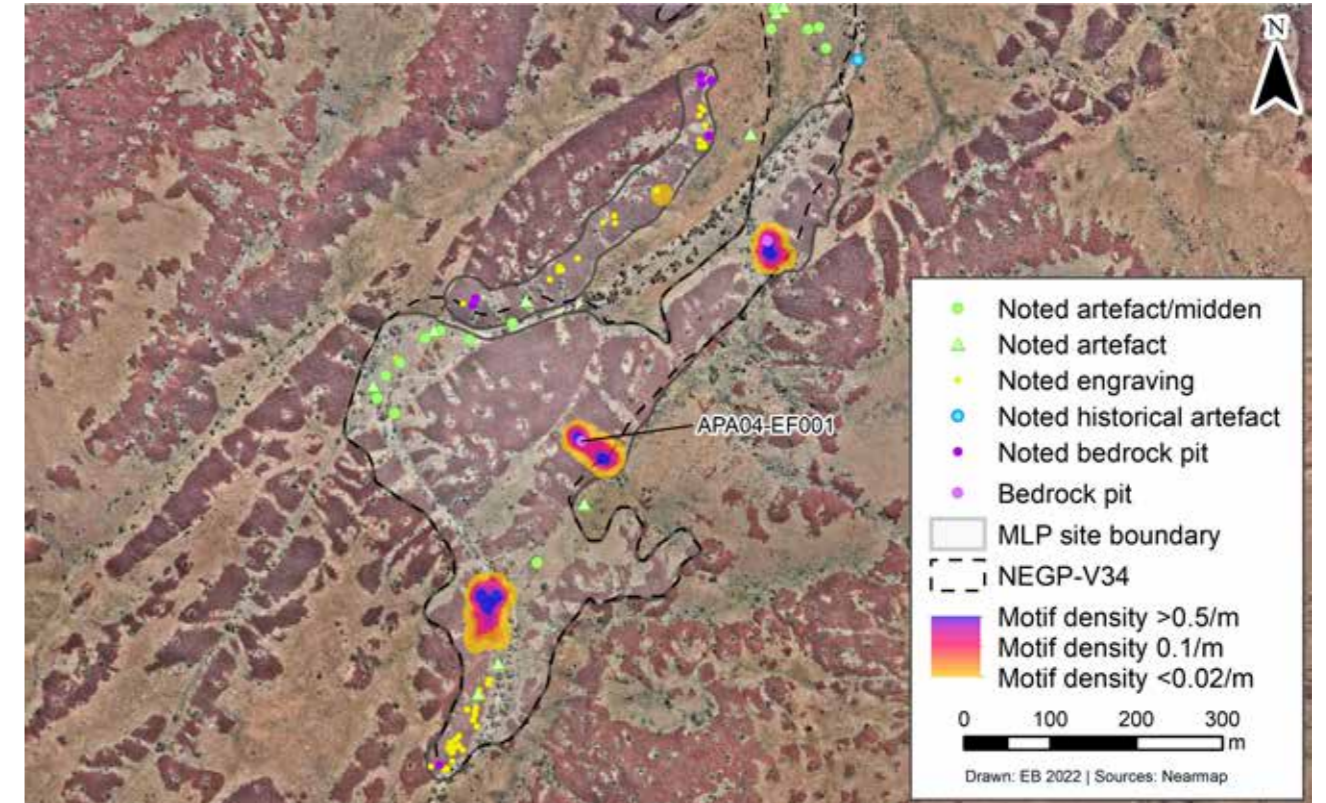 N
APA04-EF001
Noted artefact/midden
Noted artefact
Noted engraving
Noted historical artefact
Noted bedrock pit
Bedrock pit
MLP site boundary
NEGP-V34
Motif density >0.5/m
Motif density 0.1/m
Motif density <0.02/m
0 100 200 300
m
Drawn: EB 2022 | Sources: Nearmap